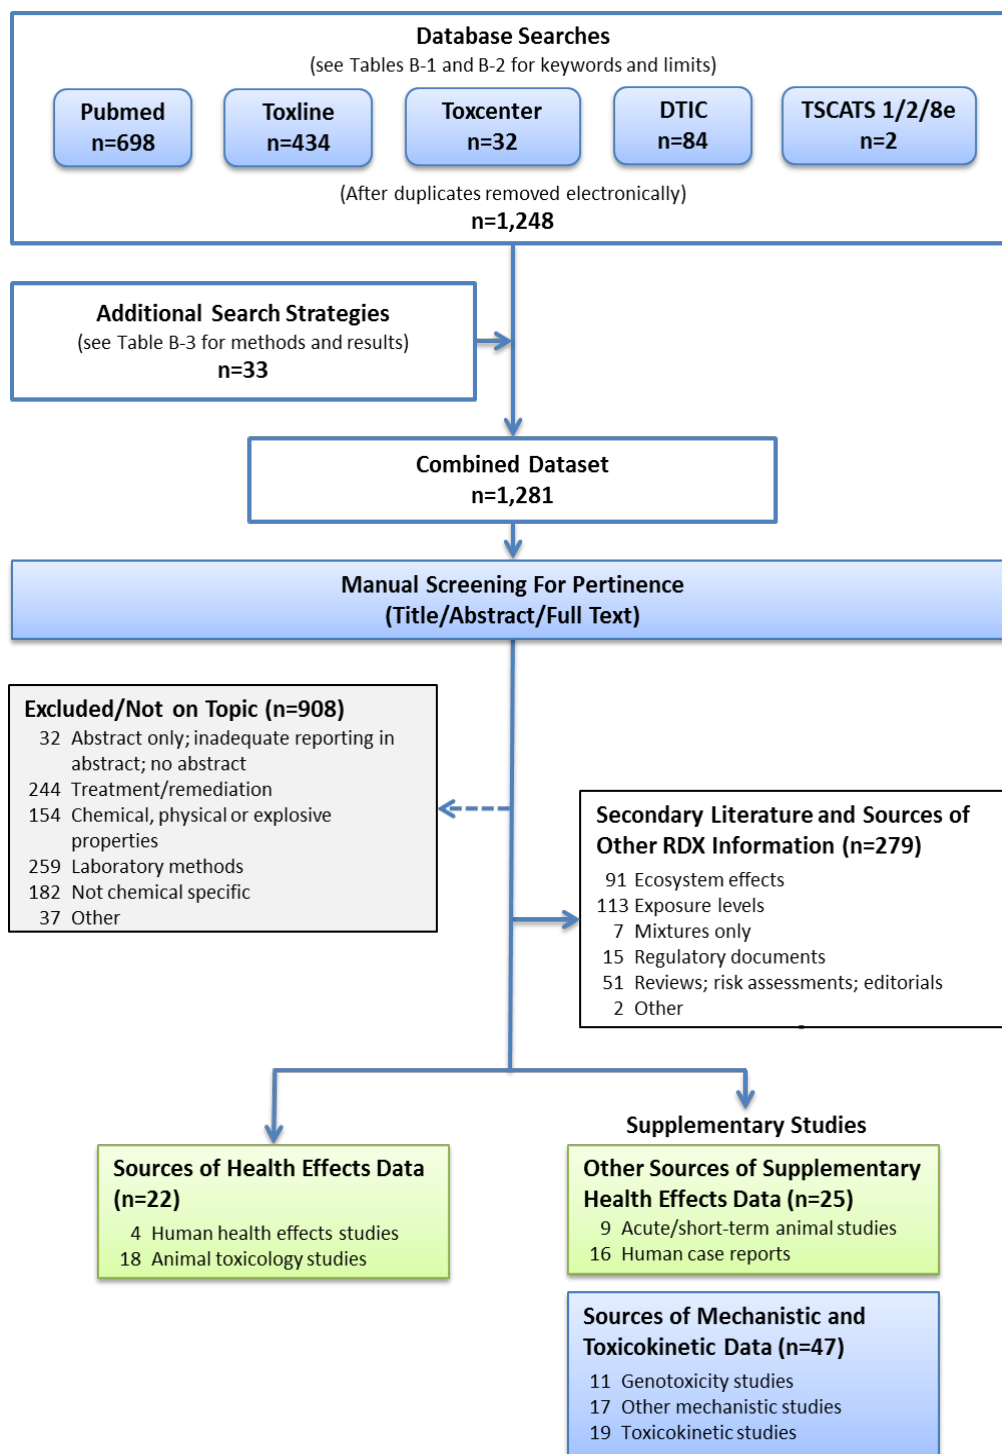 Database Searches
(see Tables B-1 and B-2 for keywords and limits)
Pubmed
n=698
Toxline
n=434
Toxcenter
n=32
DTIC
n=84
TSCATS 1/2/8e
n=2
(After duplicates removed electronically)
n=1,248
Additional Search Strategies
(see Table B-3 for methods and results)
n=33
Combined Dataset
n=1,281
Manual Screening For Pertinence
(Title/Abstract/Full Text)
Excluded/Not on Topic (n=908)
32 Abstract only; inadequate reporting in
abstract; no abstract
244 Treatment/remediation
154 Chemical, physical or explosive
properties
259 Laboratory methods
182 Not chemical specific
37 Other
Secondary Literature and Sources of
Other RDX Information (n=279)
91 Ecosystem effects
113 Exposure levels
7 Mixtures only
15 Regulatory documents
51 Reviews; risk assessments; editorials
2 Other
Sources of Health Effects Data
(n=22)
4 Human health effects studies
18 Animal toxicology studies
Supplementary Studies
Other Sources of Supplementary
Health Effects Data (n=25)
9 Acute/short-term animal studies
16 Human case reports
Sources of Mechanistic and
Toxicokinetic Data (n=47)
11 Genotoxicity studies
17 Other mechanistic studies
19 Toxicokinetic studies